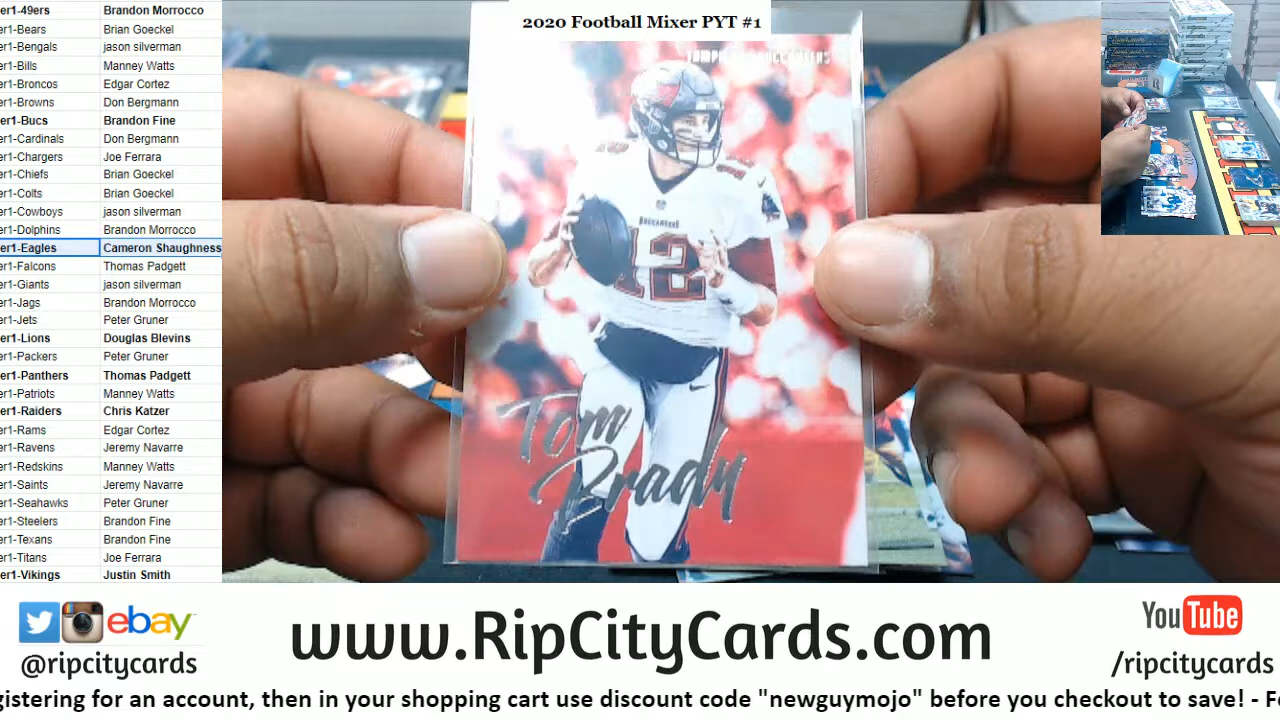 2020 Football Mixer PYT #1
er1-49ers Brandon Morrocco
er1-Bears Brian Goeckel
er1-Bengals jason silverman
er1-Bills Manney Watts
er1-Broncos Edgar Cortez
er1-Browns Don Bergmann
er1-Bucs Brandon Fine
er1-Cardinals Don Bergmann
er1-Chargers Joe Ferrara
er1-Chiefs Brian Goeckel
er1-Colts Brian Goeckel
er1-Cowboys jason silverman
er1-Dolphins Brandon Morrocco
er1-Eagles Cameron Shaughness
er1-Falcons Thomas Padgett
er1-Giants jason silverman
er1-Jags Brandon Morrocco
er1-Jets Peter Gruner
er1-Lions Douglas Blevins
er1-Packers Peter Gruner
er1-Panthers Thomas Padgett
er1-Patriots Manney Watts
er1-Raiders Chris Katzer
er1-Rams Edgar Cortez
er1-Ravens Jeremy Navarre
er1-Redskins Manney Watts
er1-Saints Jeremy Navarre
er1-Seahawks Peter Gruner
er1-Steelers Brandon Fine
er1-Texans Brandon Fine
er1-Titans Joe Ferrara
er1-Vikings Justin Smith
BUCCANEERS
12
Tom
Brady
ebay
@ripcitycards
www.RipCityCards.com
YouTube
/ripcitycards
gistering for an account, then in your shopping cart use discount code "newguymojo" before you checkout to save! - Fo